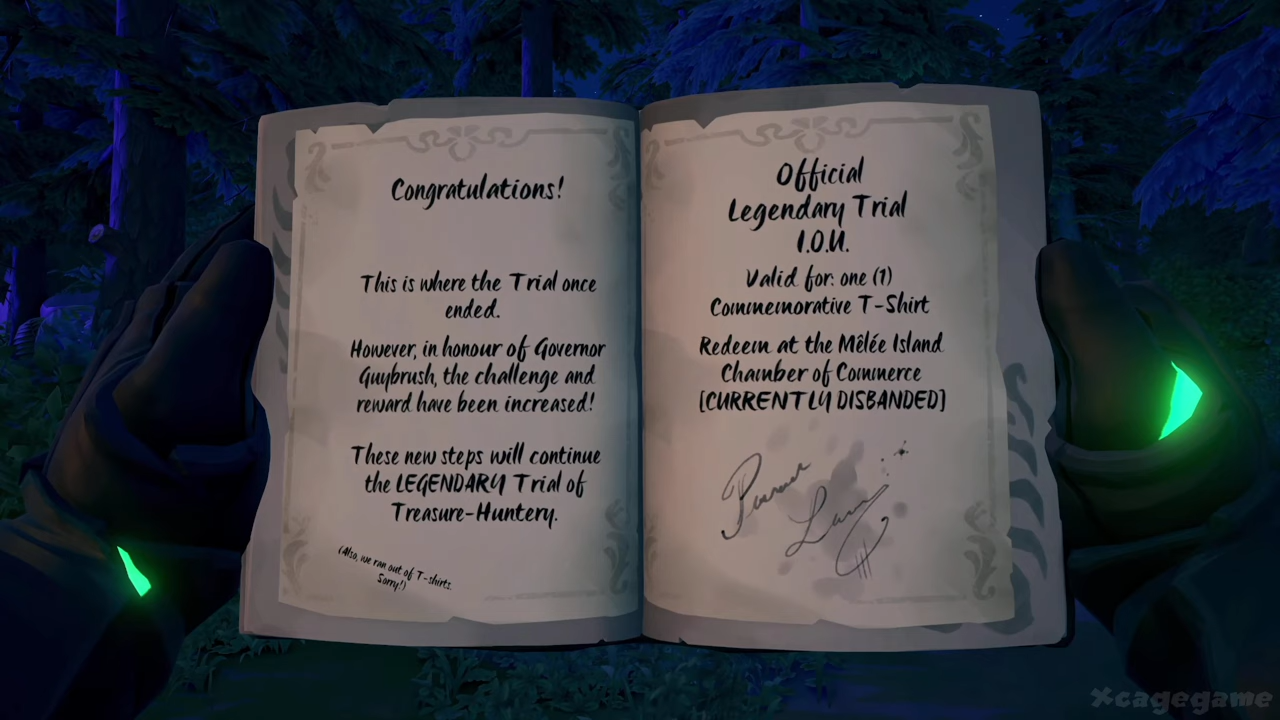 Congratulations!
This is where the Trial once
ended.
However, in honour of Governor
Guybrush, the challenge and
reward have been increased!
These new steps will continue
the LEGENDARY Trial of
Treasure-Huntery.
(Also, we ran out of T-shirts.
Sorry!)
Official
Legendary Trial
I.O.U.
Valid for: one (1)
Commemorative T-Shirt
Redeem at the Mêlée Island
Chamber of Commerce
[CURRENTLY DISBANDED]
Xcagegame